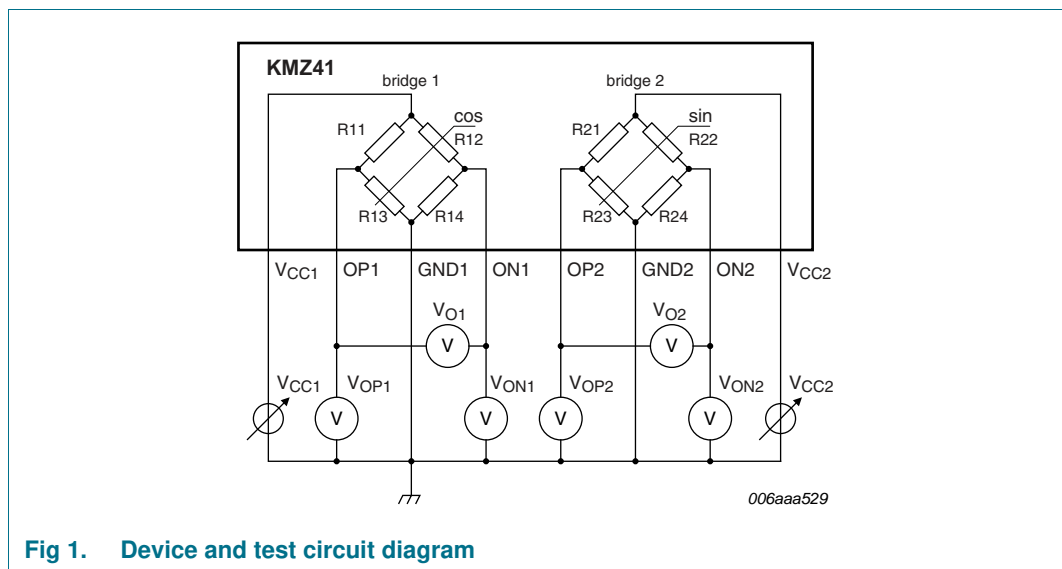 KMZ41
bridge 1
bridge 2
cos
sin
R11
R12
R21
R22
R13
R14
R23
R24
VCC1
OP1
GND1
ON1
OP2
GND2
ON2
VCC2
VO1
VO2
V
V
VCC1
VOP1
VON1
VOP2
VON2
VCC2
V
V
V
V
006aaa529
Fig 1. Device and test circuit diagram